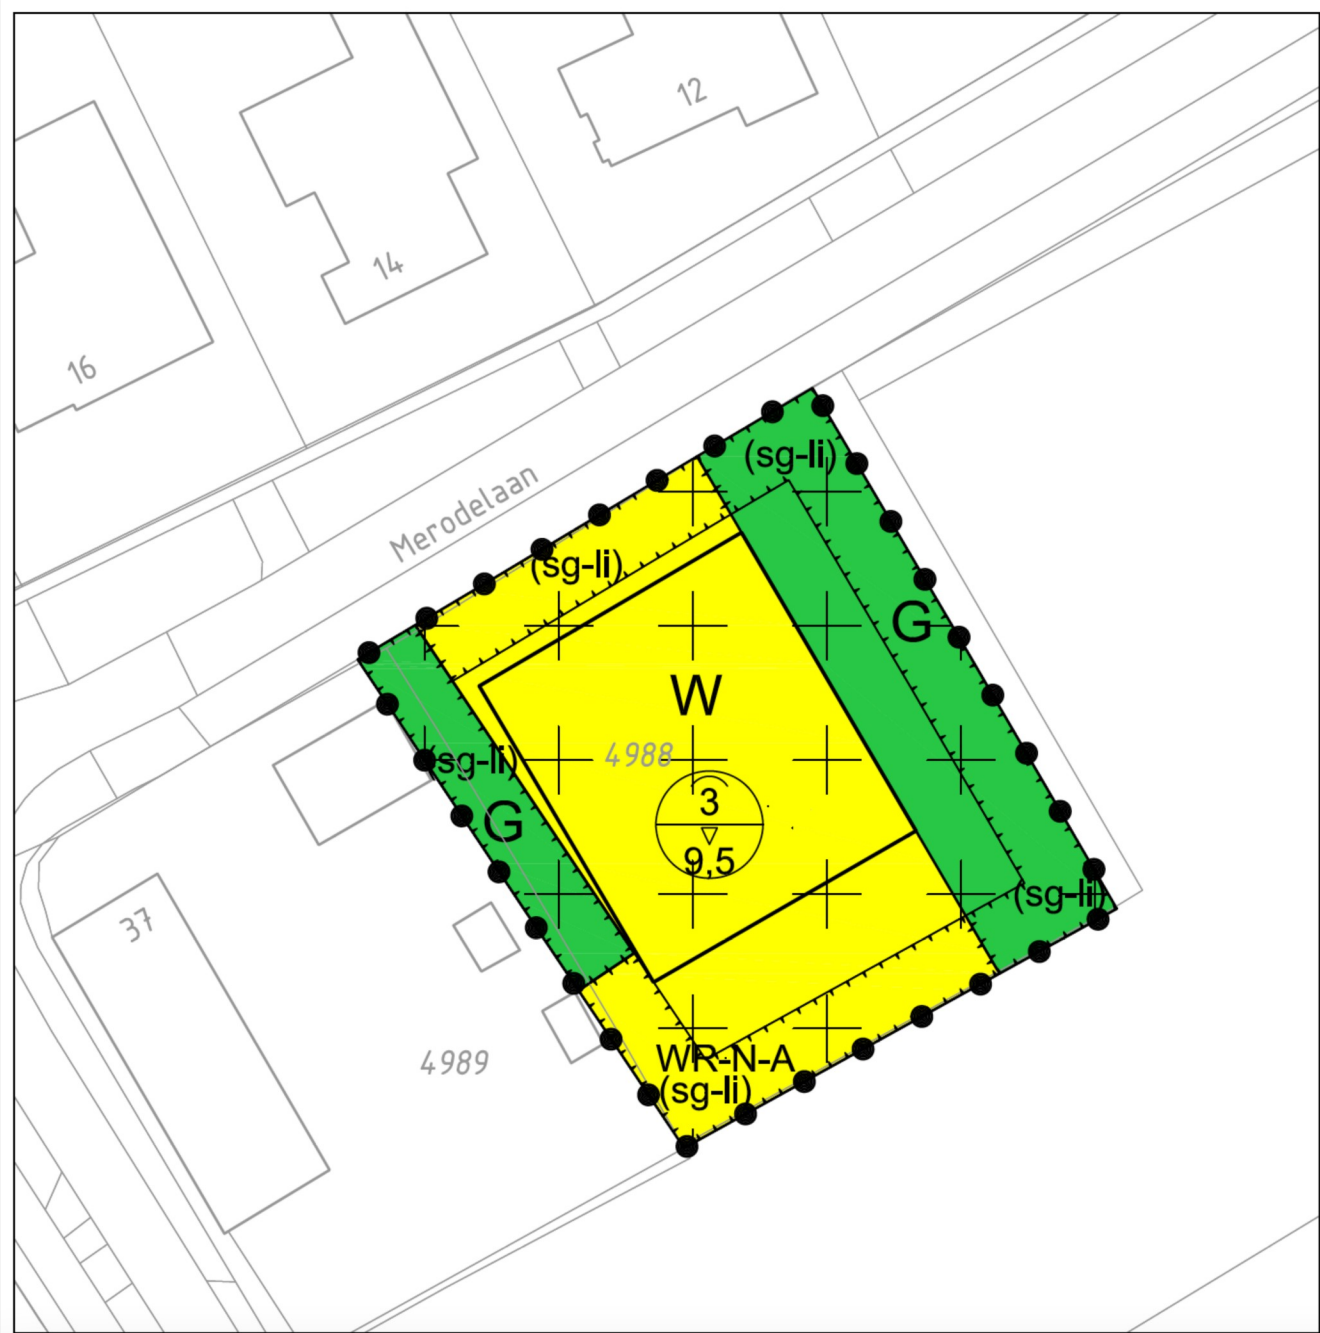 12
14
16
Merodelaan
(sg-li)
(sg-li)
G
W
4988
(sg-li)
3
9,5
G
(sg-li)
37
4989
WR-N-A
(sg-li)